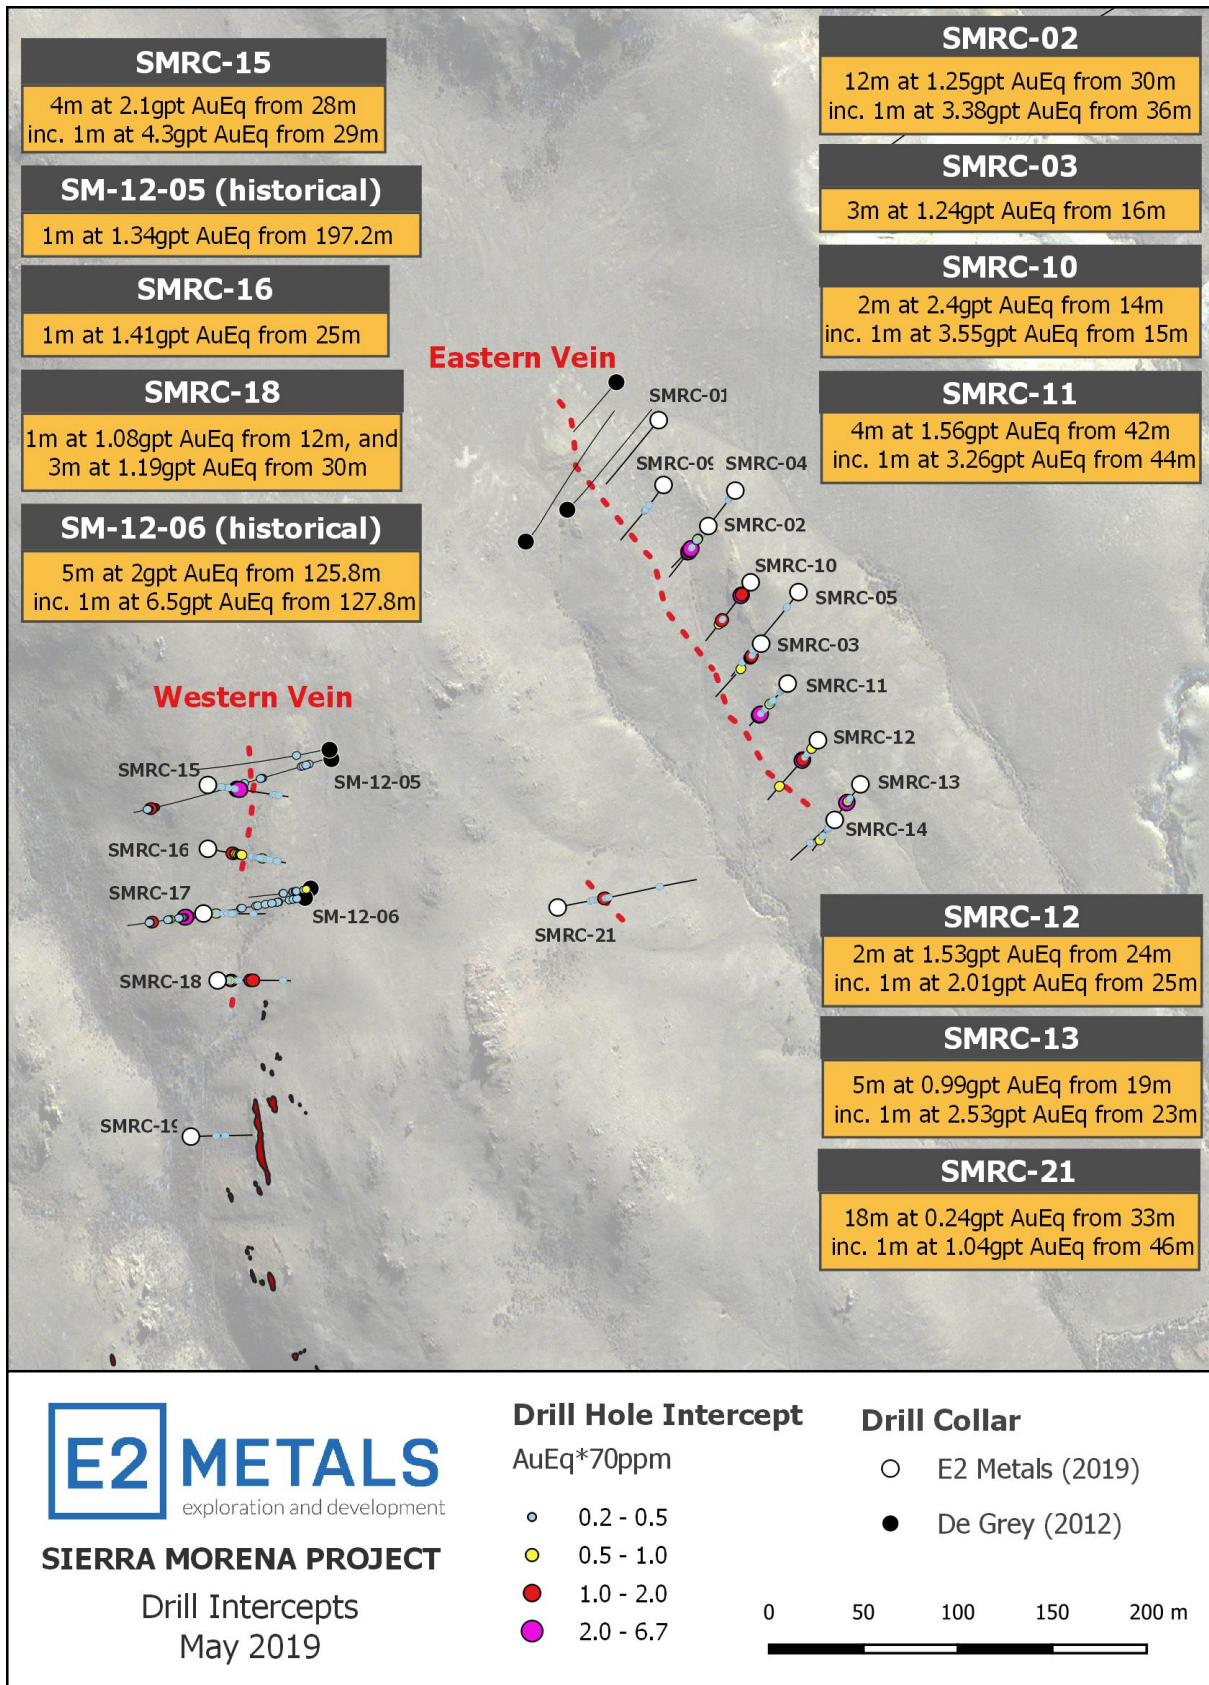 SMRC-15
4m at 2.1gpt AuEq from 28m
inc. 1m at 4.3gpt AuEq from 29m
SM-12-05 (historical)
1m at 1.34gpt AuEq from 197.2m
SMRC-16
1m at 1.41gpt AuEq from 25m
SMRC-18
1m at 1.08gpt AuEq from 12m, and
3m at 1.19gpt AuEq from 30m
SM-12-06 (historical)
5m at 2gpt AuEq from 125.8m
inc. 1m at 6.5gpt AuEq from 127.8m
SMRC-02
12m at 1.25gpt AuEq from 30m
inc. 1m at 3.38gpt AuEq from 36m
SMRC-03
3m at 1.24gpt AuEq from 16m
SMRC-10
2m at 2.4gpt AuEq from 14m
inc. 1m at 3.55gpt AuEq from 15m
SMRC-11
4m at 1.56gpt AuEq from 42m
inc. 1m at 3.26gpt AuEq from 44m
Eastern Vein
SMRC-01
SMRC-09
SMRC-04
SMRC-02
SMRC-10
SMRC-05
SMRC-03
SMRC-11
SMRC-12
SMRC-13
SMRC-14
Western Vein
SMRC-15
SM-12-05
SMRC-16
SMRC-17
SM-12-06
SMRC-18
SMRC-19
SMRC-21
SMRC-12
2m at 1.53gpt AuEq from 24m
inc. 1m at 2.01gpt AuEq from 25m
SMRC-13
5m at 0.99gpt AuEq from 19m
inc. 1m at 2.53gpt AuEq from 23m
SMRC-21
18m at 0.24gpt AuEq from 33m
inc. 1m at 1.04gpt AuEq from 46m
E2 METALS
exploration and development
SIERRA MORENA PROJECT
Drill Intercepts
May 2019
Drill Hole Intercept
AuEq*70ppm
0.2 - 0.5
0.5 - 1.0
1.0 - 2.0
2.0 - 6.7
Drill Collar
E2 Metals (2019)
De Grey (2012)
0 50 100 150 200 m